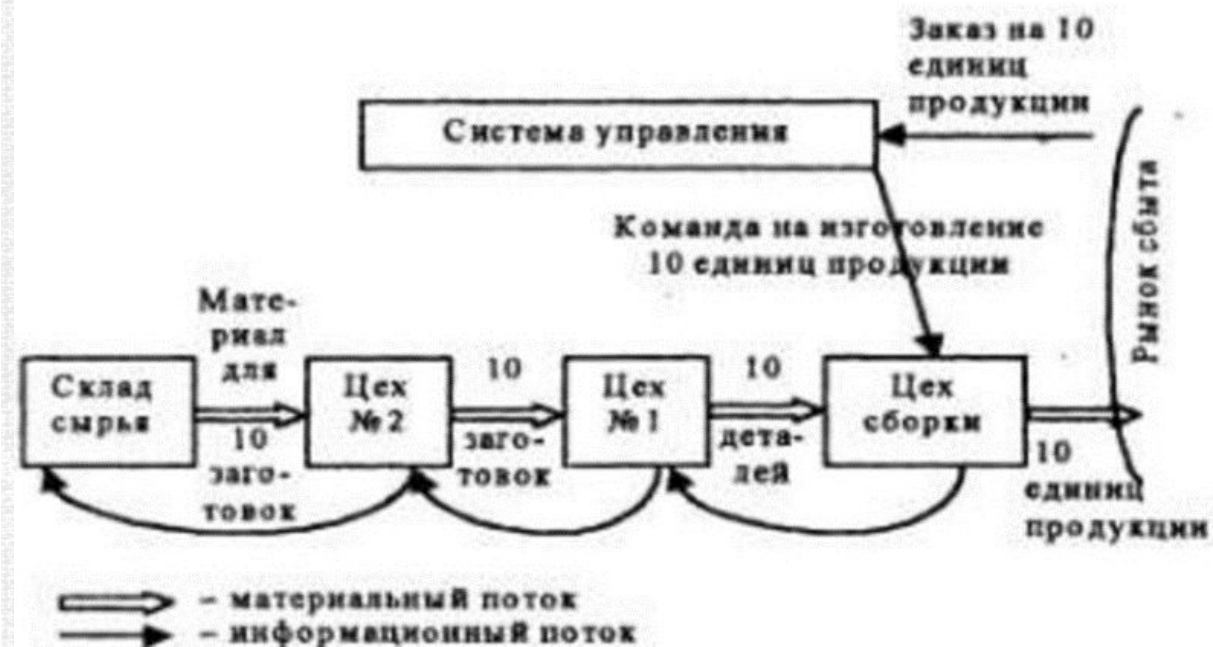 Заказ на 10
единиц
продукции
Система управления
Команда на изготовление
10 единиц продукции
Рынок сбыта
Мате-
риал
для
10
заго-
товок
Склад
сырья
Цех
№2
10
заго-
товок
Цех
№1
10
дета-
лей
Цех
сборки
10
единиц
продукции
– материальный поток
– информационный поток